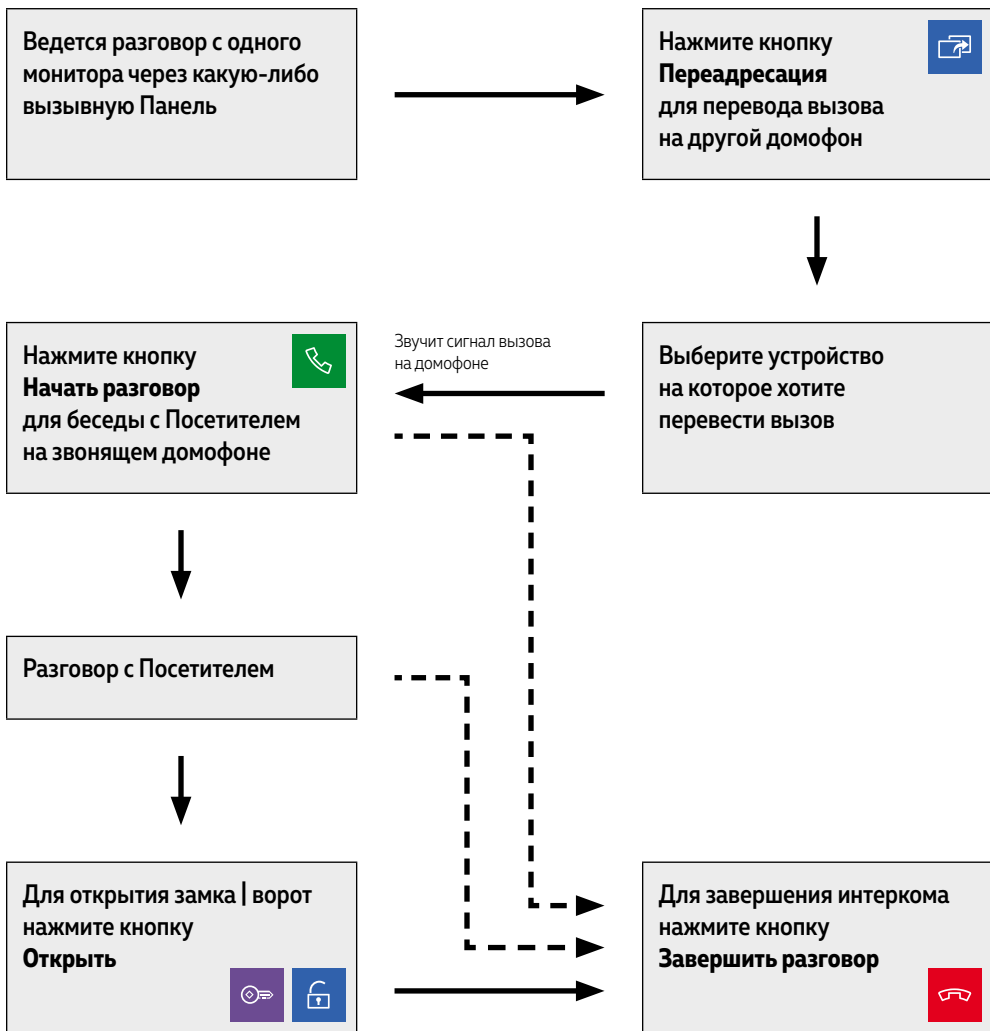 Ведется разговор с одного
монитора через какую-либо
вызывную Панель
Нажмите кнопку
Переадресация
для перевода вызова
на другой домофон
Выберите устройство
на которое хотите
перевести вызов
Звучит сигнал вызова
на домофоне
Нажмите кнопку
Начать разговор
для беседы с Посетителем
на звонящем домофоне
Разговор с Посетителем
Для открытия замка | ворот
нажмите кнопку
Открыть
Для завершения интеркома
нажмите кнопку
Завершить разговор